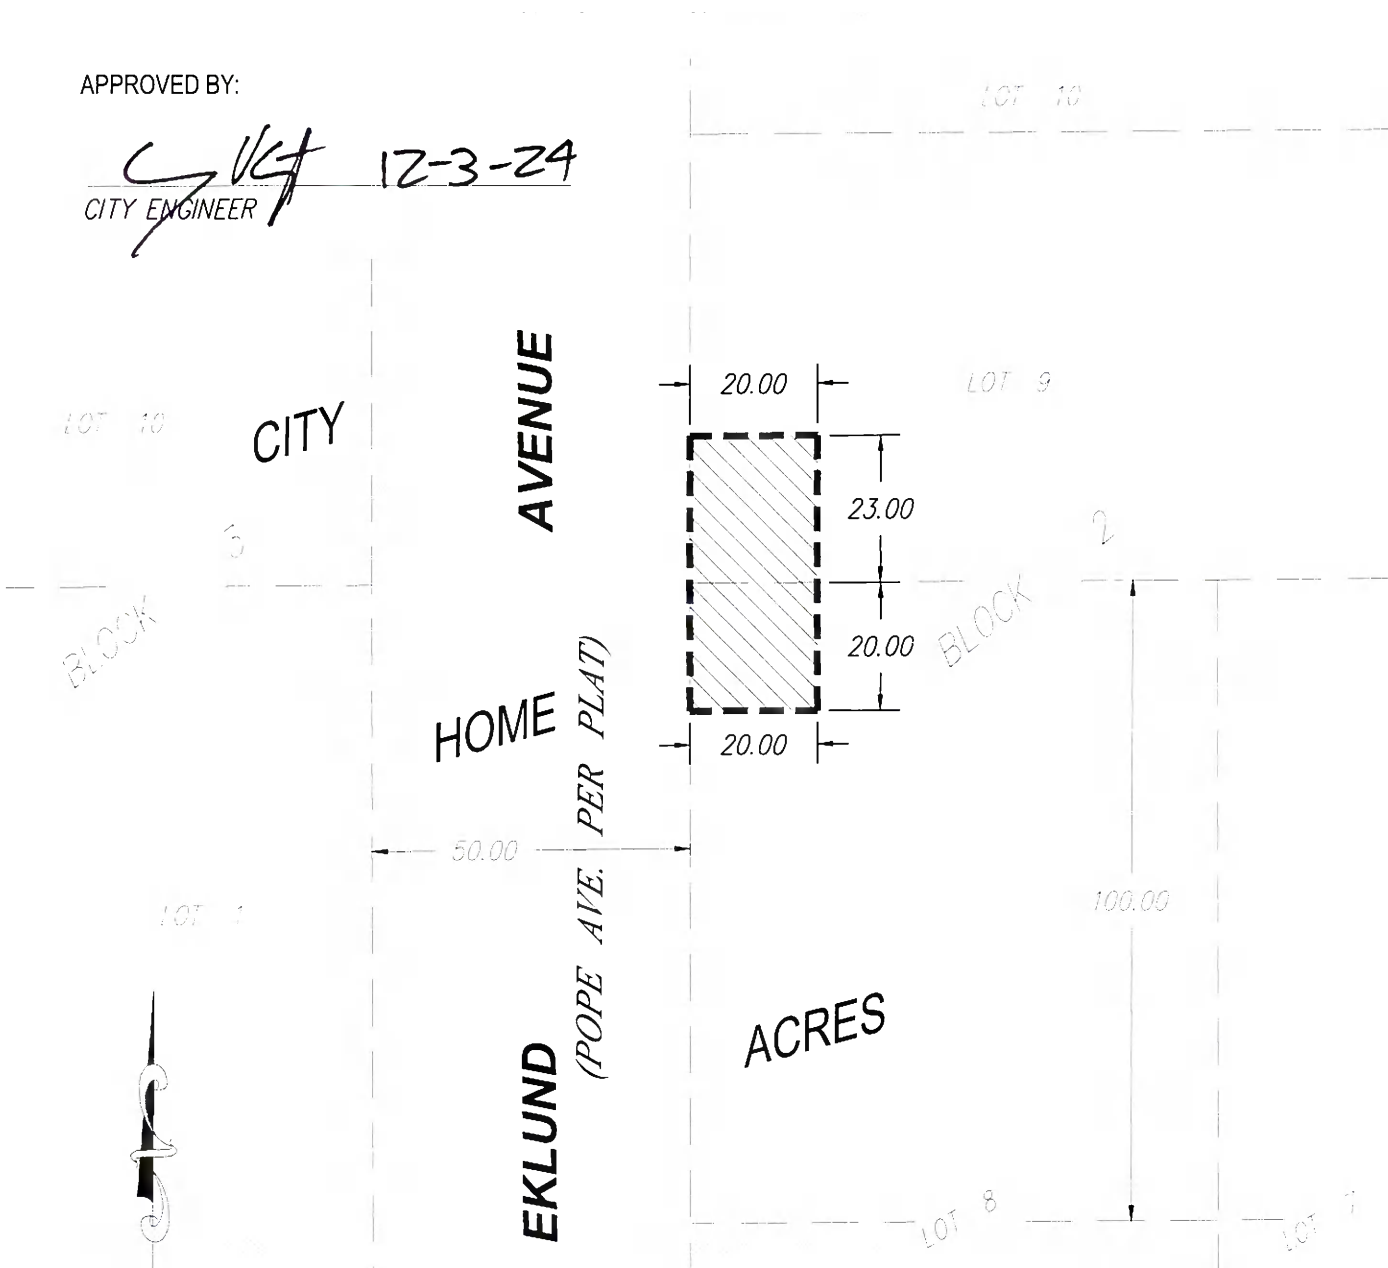 APPROVED BY:
12-3-24
CITY ENGINEER
LOT 10
AVENUE
20.00
LOT 9
LOT 10
CITY
23.00
2
BLOCK
BLOCK
20.00
HOME
20.00
(POPE AVE. PER PLAT)
50.00
100.00
LOT 1
ACRES
EKLUND
LOT 8
LOT 7